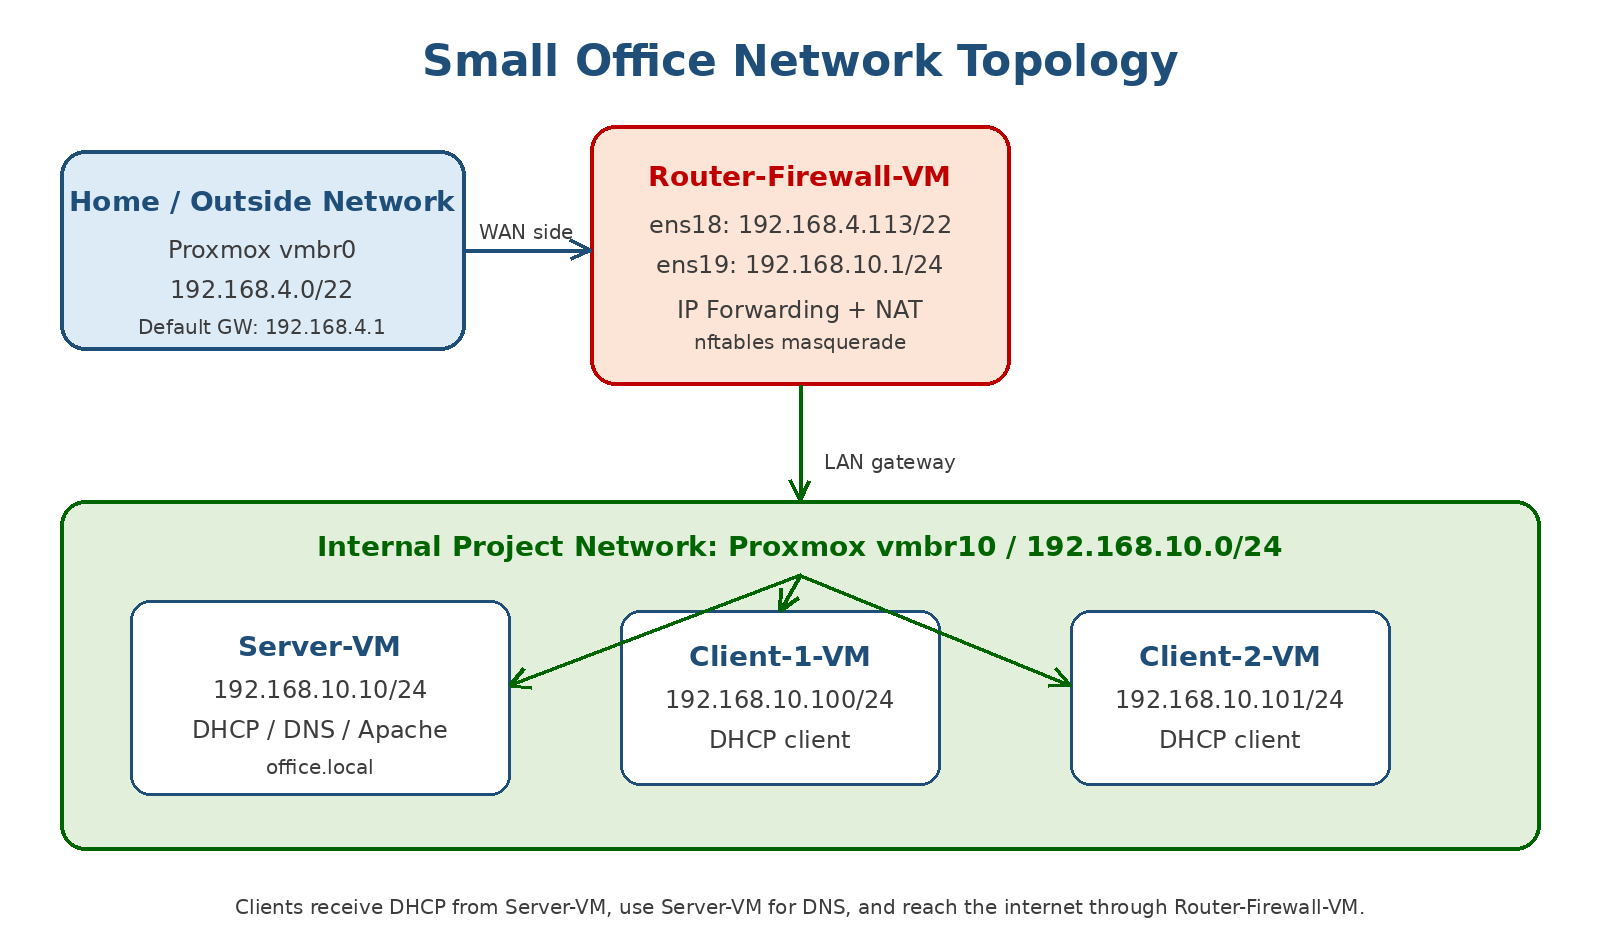 Small Office Network Topology
Home / Outside Network
Proxmox vmbr0
192.168.4.0/22
Default GW: 192.168.4.1
WAN side
Router-Firewall-VM
ens18: 192.168.4.113/22
ens19: 192.168.10.1/24
IP Forwarding + NAT
nftables masquerade
LAN gateway
Internal Project Network: Proxmox vmbr10 / 192.168.10.0/24
Server-VM
192.168.10.10/24
DHCP / DNS / Apache
office.local
Client-1-VM
192.168.10.100/24
DHCP client
Client-2-VM
192.168.10.101/24
DHCP client
Clients receive DHCP from Server-VM, use Server-VM for DNS, and reach the internet through Router-Firewall-VM.